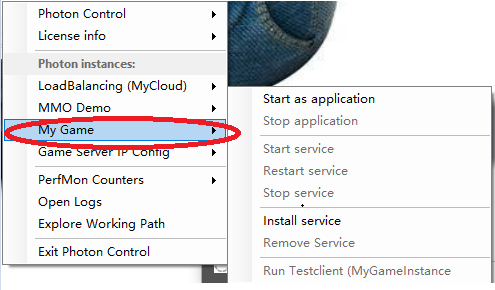 Photon Control
License info
Photon instances:
LoadBalancing (MyCloud)
MMO Demo
My Game
Game Server IP Config
PerfMon Counters
Open Logs
Explore Working Path
Exit Photon Control
Start as application
Stop application
Start service
Restart service
Stop service
Install service
Remove Service
Run Testclient (MyGameInstance